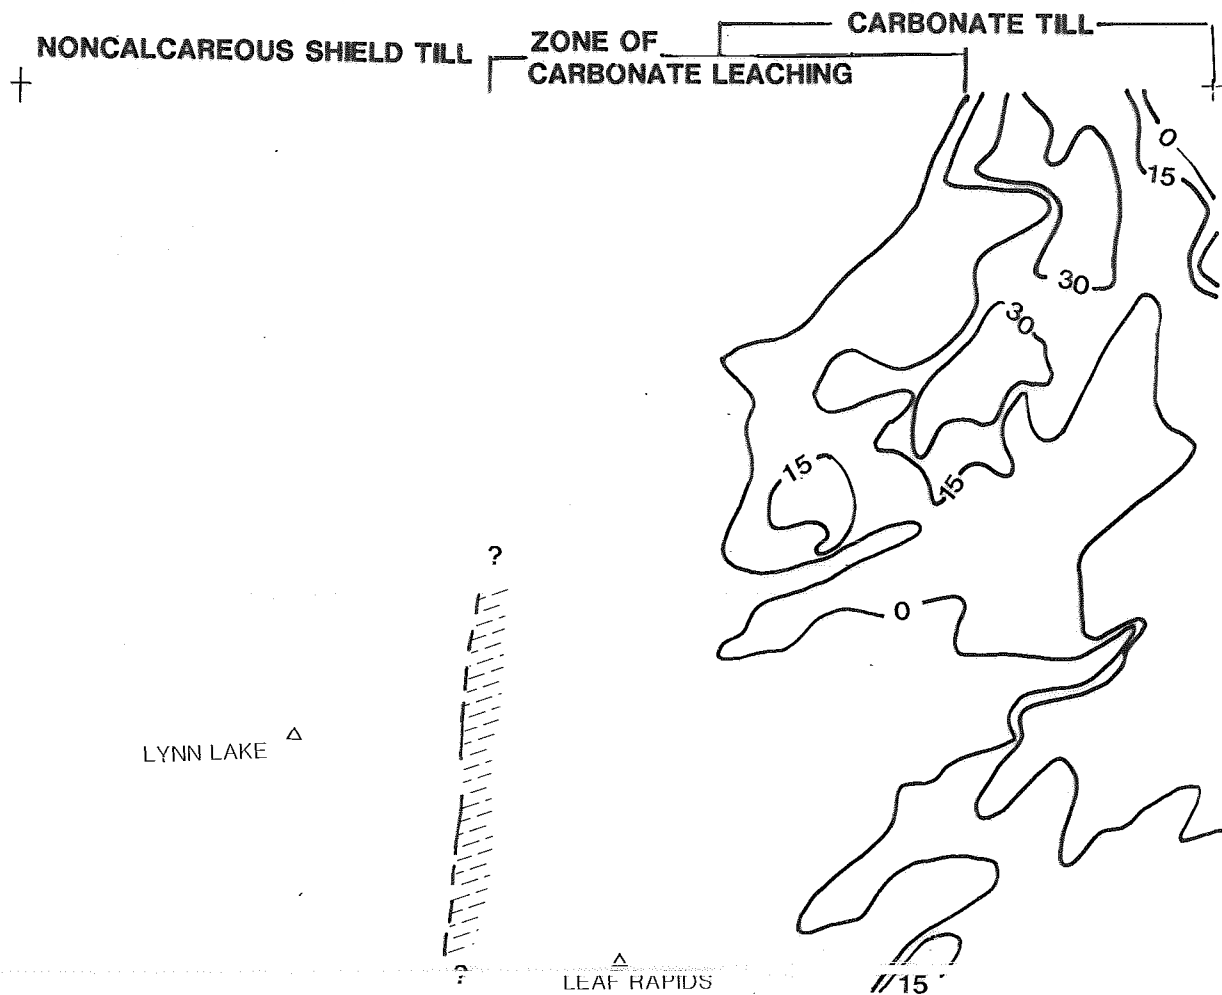 NONCALCAREOUS SHIELD TILL
ZONE OF
CARBONATE LEACHING
CARBONATE TILL
0
15
30
30
15
15
?
0
LYNN LAKE
?
LEAF RAPIDS
15